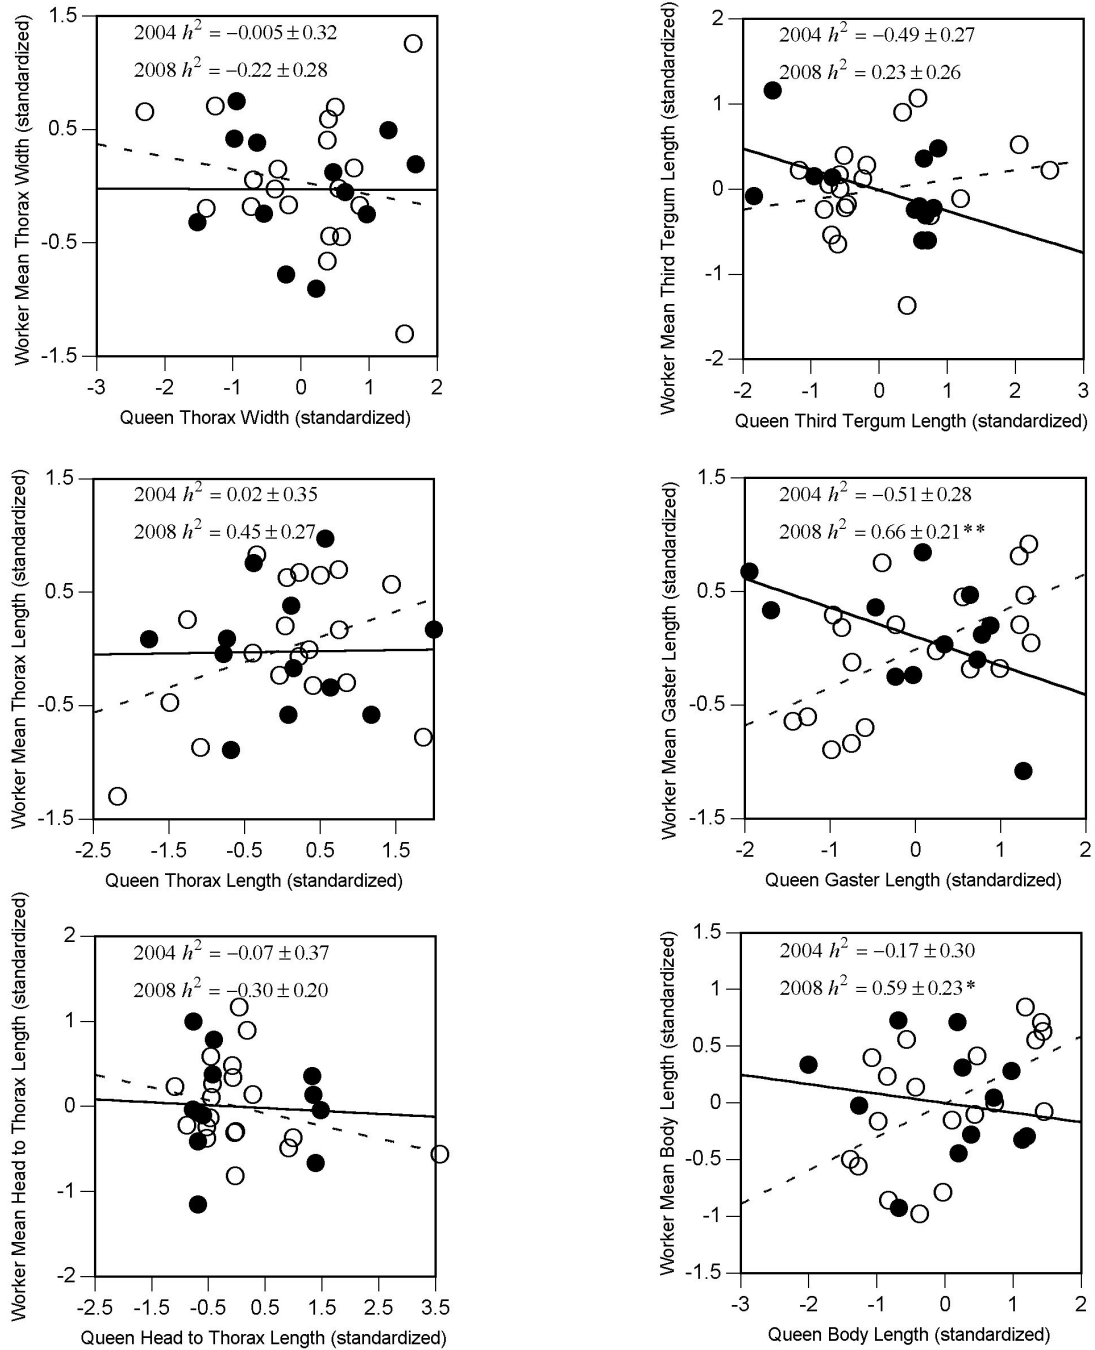 1.5
0.5
-0.5
-1.5
Worker Mean Thorax Width (standardized)
2004 h² = −0.005 ± 0.32
2008 h² = −0.22 ± 0.28
-3 -2 -1 0 1 2
Queen Thorax Width (standardized)
2
1
0
-1
-2
Worker Mean Third Tergum Length (standardized)
2004 h² = −0.49 ± 0.27
2008 h² = 0.23 ± 0.26
-2 -1 0 1 2 3
Queen Third Tergum Length (standardized)
1.5
0.5
-0.5
-1.5
Worker Mean Thorax Length (standardized)
2004 h² = 0.02 ± 0.35
2008 h² = 0.45 ± 0.27
-2.5 -1.5 -0.5 0.5 1.5
Queen Thorax Length (standardized)
1.5
0.5
-0.5
-1.5
Worker Mean Gaster Length (standardized)
2004 h² = −0.51 ± 0.28
2008 h² = 0.66 ± 0.21**
-2 -1 0 1 2
Queen Gaster Length (standardized)
2
1
0
-1
-2
Worker Mean Head to Thorax Length (standardized)
2004 h² = −0.07 ± 0.37
2008 h² = −0.30 ± 0.20
-2.5 -1.5 -0.5 0.5 1.5 2.5 3.5
Queen Head to Thorax Length (standardized)
1.5
1
0.5
0
-0.5
-1
-1.5
Worker Mean Body Length (standardized)
2004 h² = −0.17 ± 0.30
2008 h² = 0.59 ± 0.23*
-3 -2 -1 0 1 2
Queen Body Length (standardized)